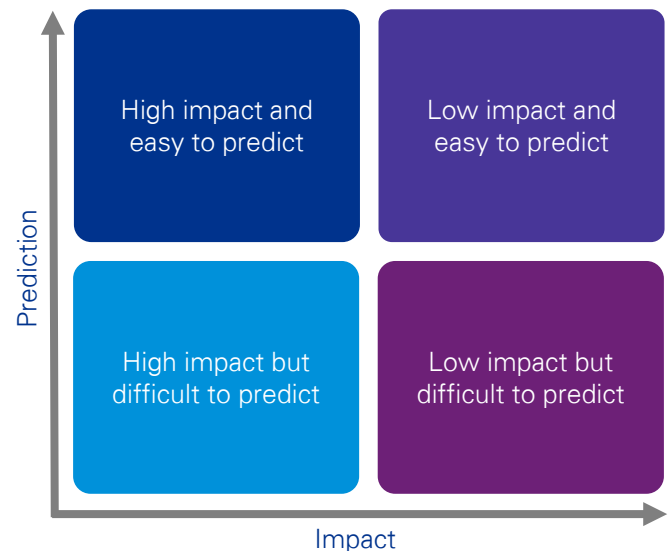 High impact and
easy to predict
Low impact and
easy to predict
Prediction
High impact but
difficult to predict
Low impact but
difficult to predict
Impact